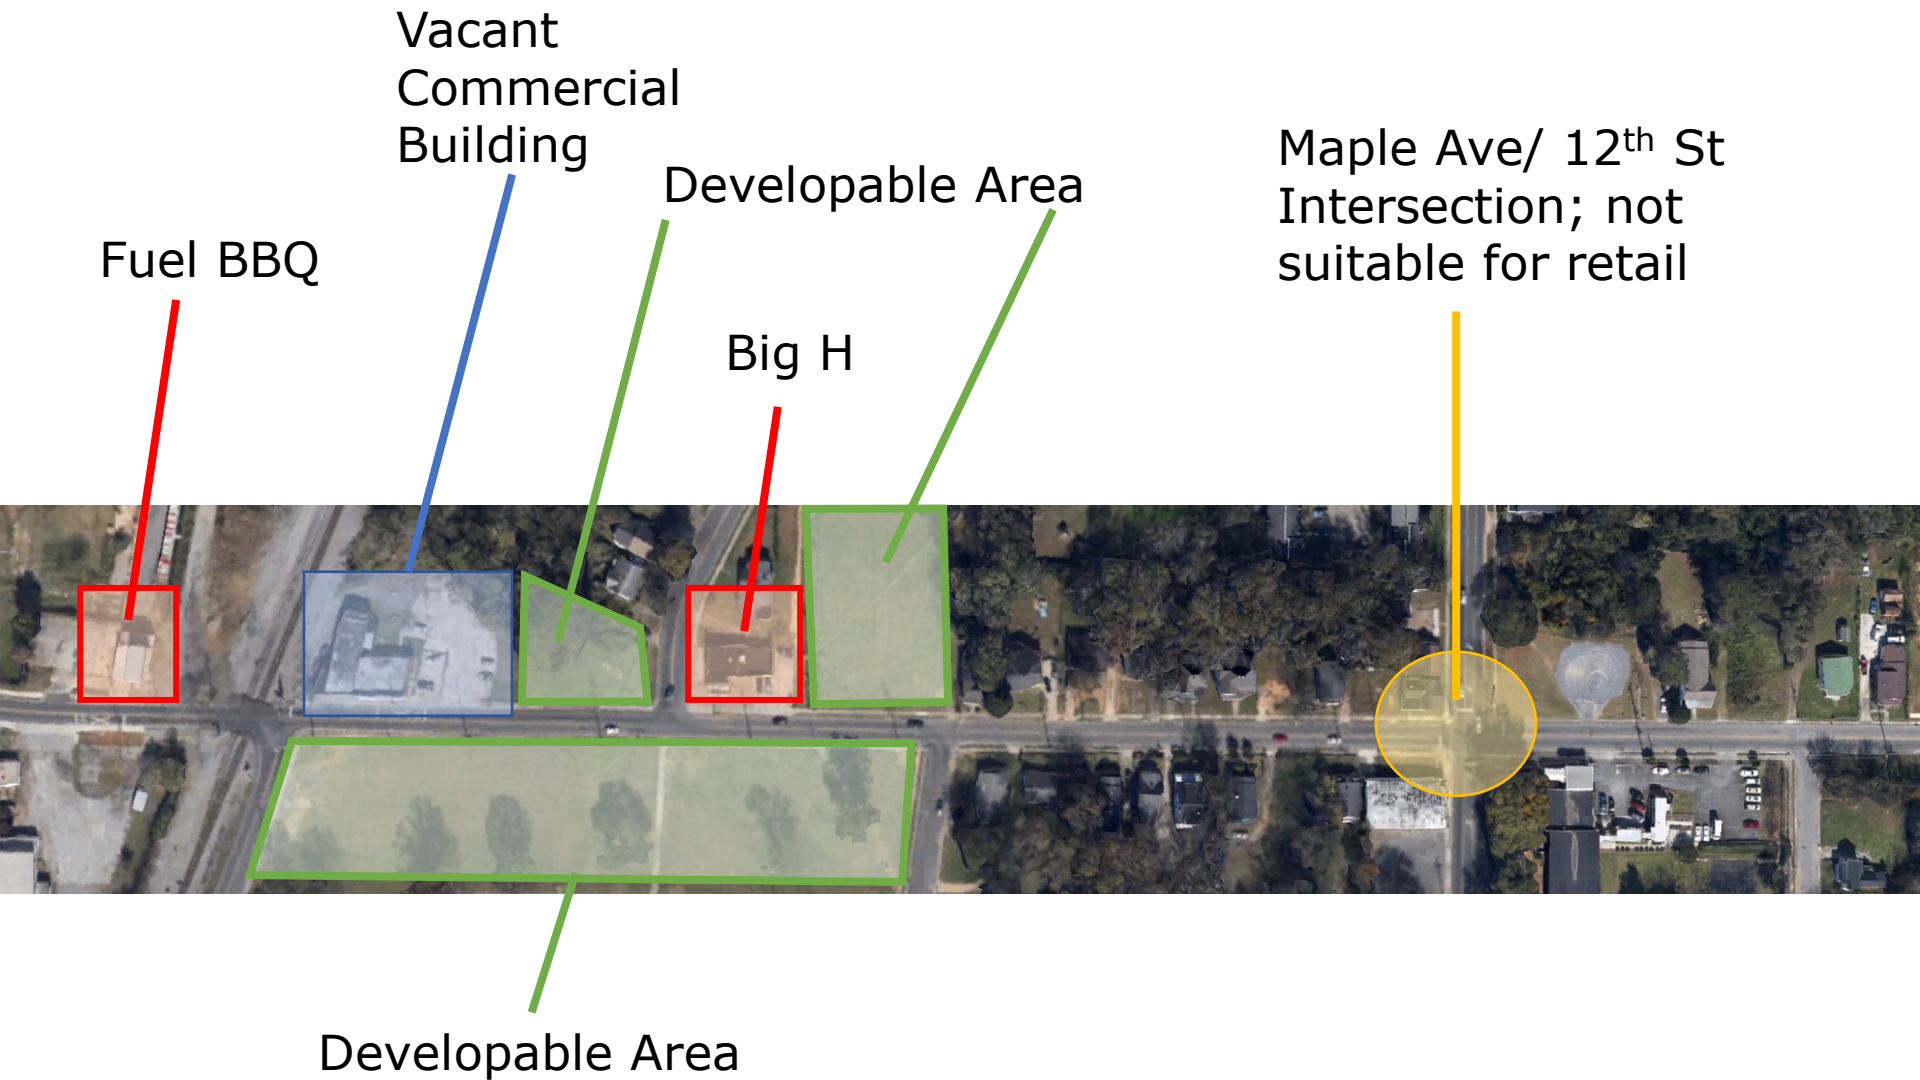 Vacant
Commercial
Building
Developable Area
Maple Ave/ 12th St
Intersection; not
suitable for retail
Fuel BBQ
Big H
Developable Area